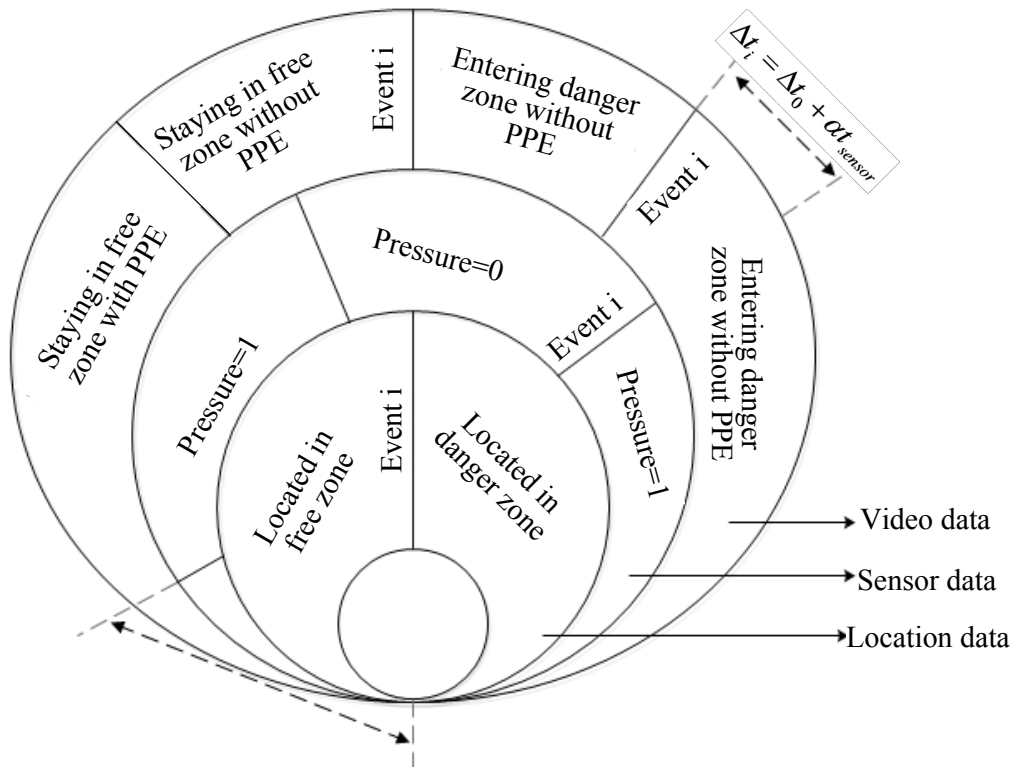 Staying in free
zone without
PPE
Event i
Entering danger
zone without
PPE
Δtᵢ = Δt₀ + αt_sensor
Event i
Staying in free
zone with PPE
Pressure=0
Event i
Entering danger
zone without PPE
Pressure=1
Pressure=1
Located in
free zone
Event i
Located in
danger zone
Video data
Sensor data
Location data